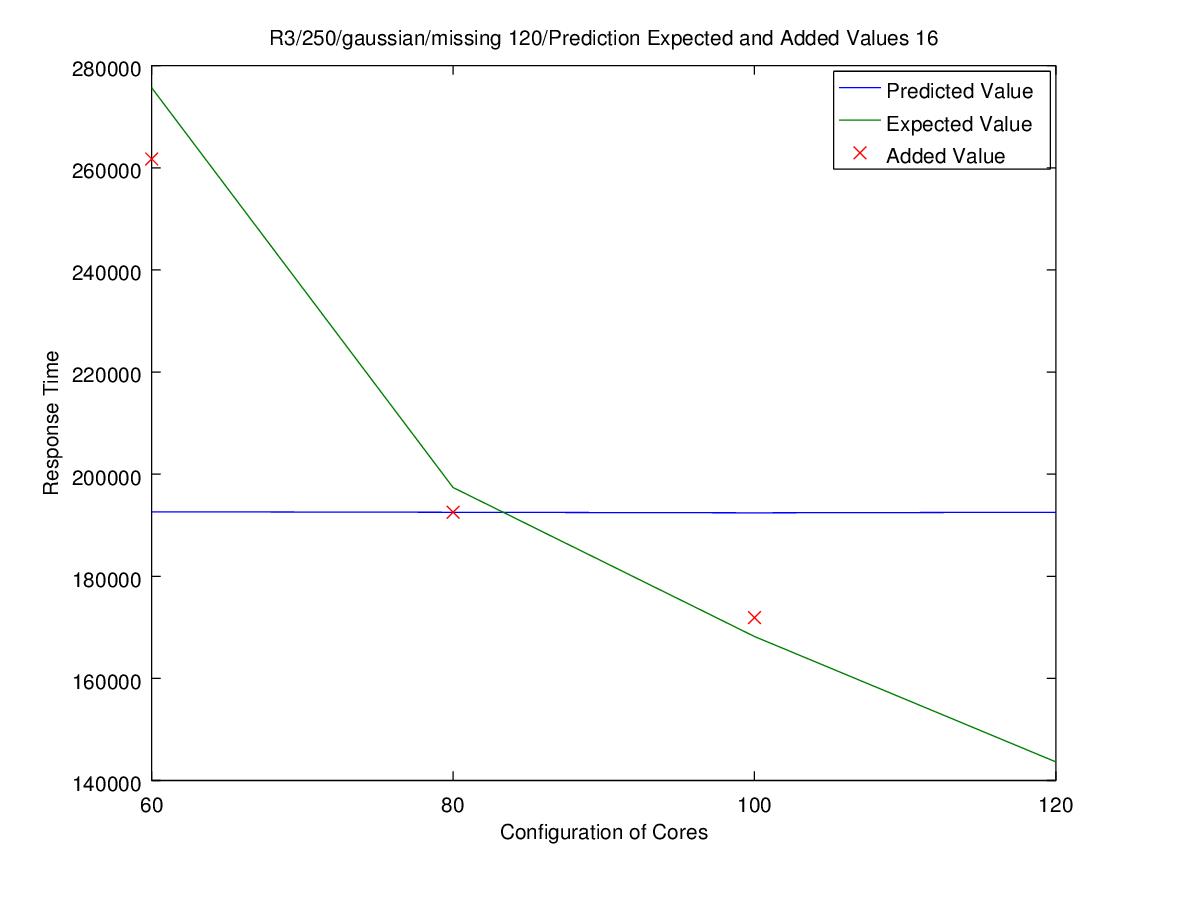 R3/250/gaussian/missing 120/Prediction Expected and Added Values 16
280000
260000
240000
220000
200000
180000
160000
140000
60
80
100
120
Response Time
Configuration of Cores
Predicted Value
Expected Value
Added Value